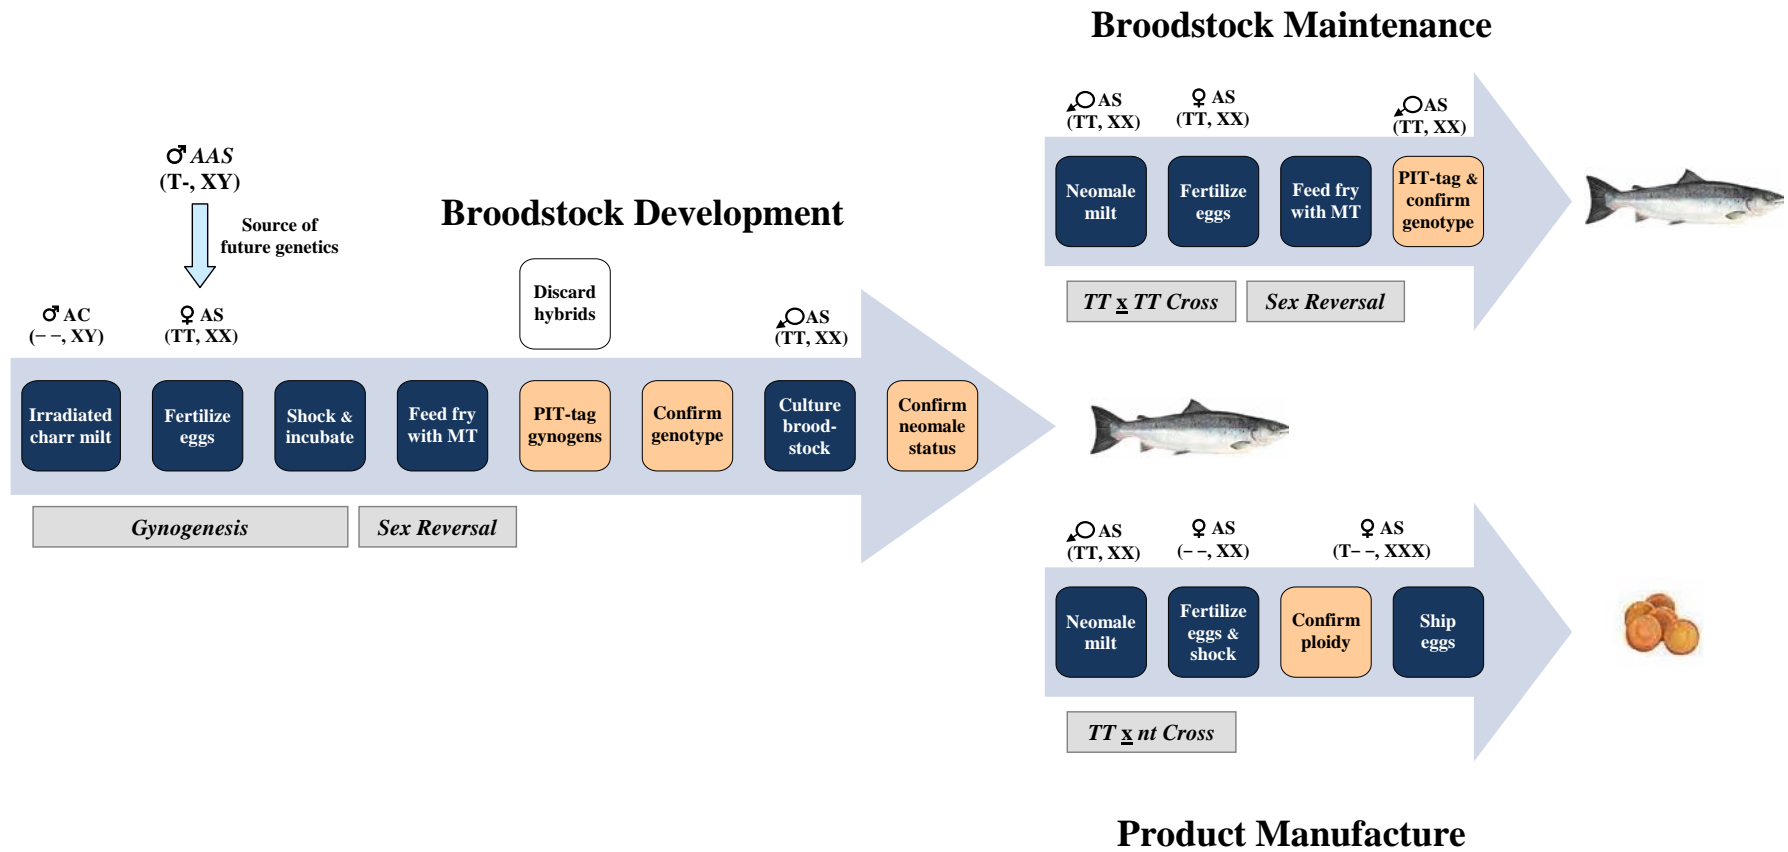 Broodstock Maintenance
AS
(TT, XX)
♀ AS
(TT, XX)
AS
(TT, XX)
Neomale
milt
Fertilize
eggs
Feed fry
with MT
PIT-tag &
confirm
genotype
TT x TT Cross
Sex Reversal
♂ AAS
(T-, XY)
Source of
future genetics
Broodstock Development
Discard
hybrids
♂ AC
(– –, XY)
♀ AS
(TT, XX)
AS
(TT, XX)
Irradiated
charr milt
Fertilize
eggs
Shock &
incubate
Feed fry
with MT
PIT-tag
gynogens
Confirm
genotype
Culture
brood-
stock
Confirm
neomale
status
Gynogenesis
Sex Reversal
AS
(TT, XX)
♀ AS
(– –, XX)
♀ AS
(T– –, XXX)
Neomale
milt
Fertilize
eggs &
shock
Confirm
ploidy
Ship
eggs
TT x nt Cross
Product Manufacture